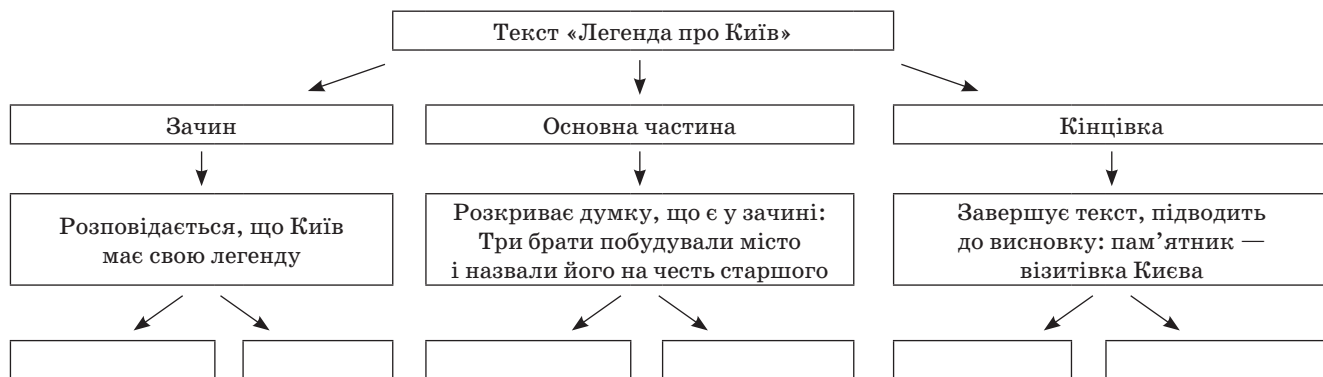 Текст «Легенда про Київ»
Зачин
Основна частина
Кінцівка
Розповідається, що Київ
має свою легенду
Розкриває думку, що є у зачині:
Три брати побудували місто
і назвали його на честь старшого
Завершує текст, підводить
до висновку: пам’ятник —
візитівка Києва